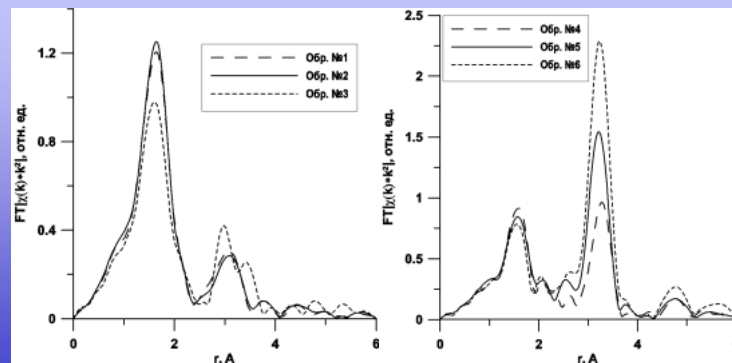 1.2
0.8
0.4
0
FT|χ(k)*k²|, отн. ед.
Обр. №1
Обр. №2
Обр. №3
0 2 4 6
r, A
2.5
2
1.5
1
0.5
0
FT|χ(k)*k²|, отн. ед.
Обр. №4
Обр. №5
Обр. №6
0 2 4
r, A